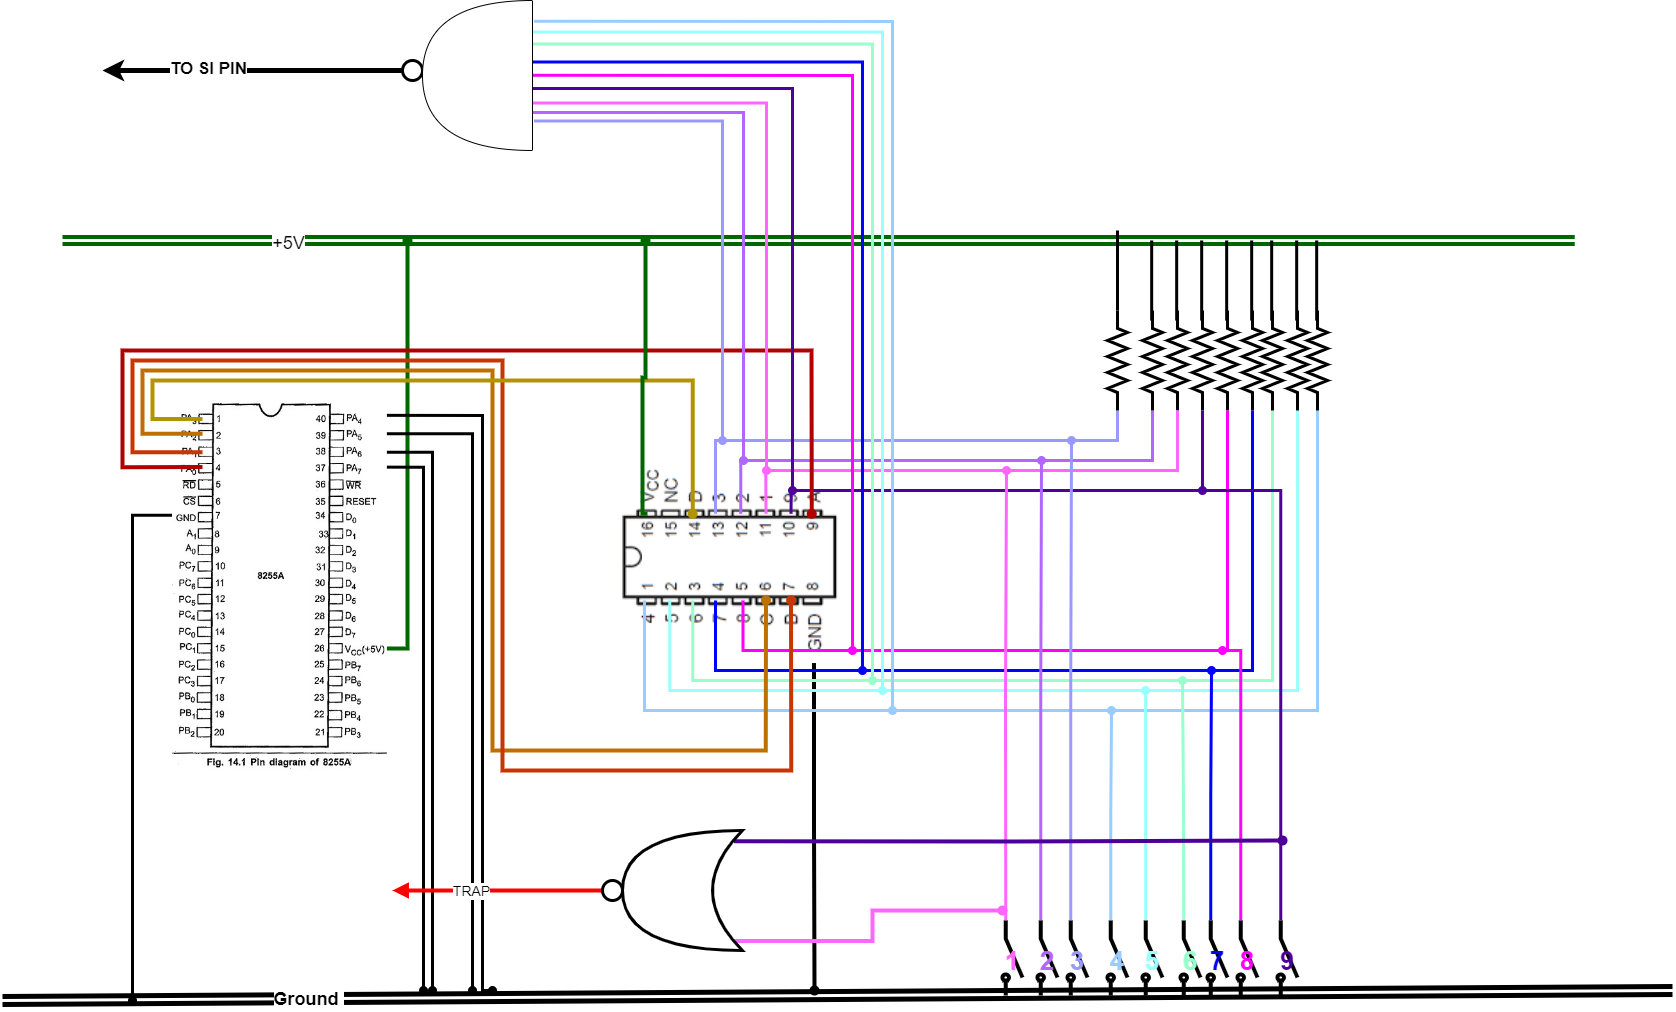 TO SI PIN
+5V
PA3 1 40 PA4
PA2 2 39 PA5
PA1 3 38 PA6
PA0 4 37 PA7
RD 5 36 WR
CS 6 35 RESET
GND 7 34 D0
A1 8 33 D1
A0 9 32 D2
PC7 10 31 D3
PC6 11 30 D4
PC5 12 29 D5
PC4 13 28 D6
PC0 14 27 D7
PC1 15 26 VCC(+5V)
PC2 16 25 PB7
PC3 17 24 PB6
PB0 18 23 PB5
PB1 19 22 PB4
PB2 20 21 PB3
8255A
Fig. 14.1 Pin diagram of 8255A
VCC NC D 3 2 1 9 A
16 15 14 13 12 11 10 9
1 2 3 4 5 6 7 8
4 5 6 7 8 C B GND
TRAP
1 2 3 4 5 6 7 8 9
Ground